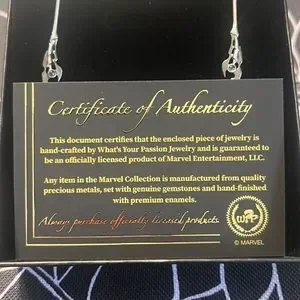 Certificate of Authenticity
This document certifies that the enclosed piece of jewelry is
hand-crafted by What's Your Passion Jewelry and is guaranteed to
be an officially licensed product of Marvel Entertainment, LLC.
Any item in the Marvel Collection is manufactured from quality
precious metals, set with genuine gemstones and hand-finished
with premium enamels.
Always purchase officially licensed products.
© MARVEL